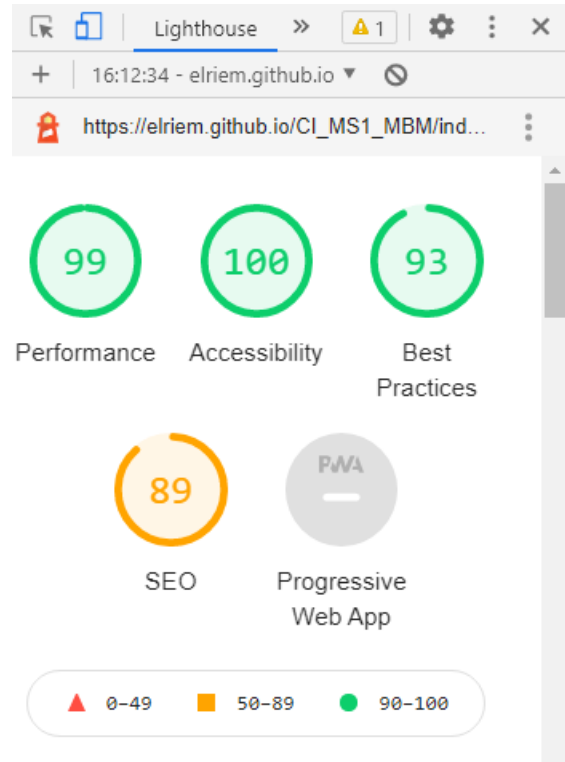 Lighthouse » 1
+ 16:12:34 - elriem.github.io ▼
https://elriem.github.io/CI_MS1_MBM/ind...
99 100 93
Performance Accessibility Best
Practices
89 PWA
SEO Progressive
Web App
0–49 50–89 90–100